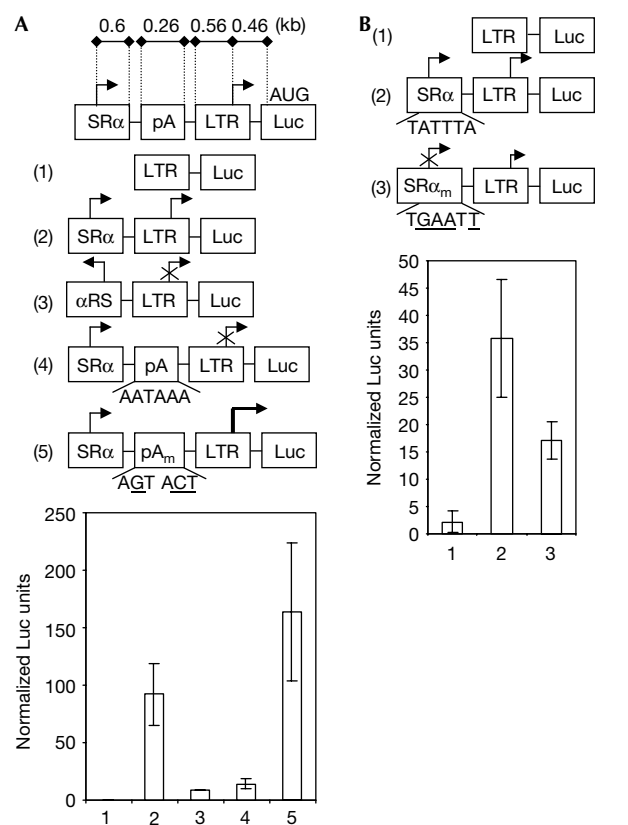 A
0.6 0.26 0.56 0.46 (kb)
AUG
SRα pA LTR Luc
(1) LTR Luc
(2) SRα LTR Luc
(3) αRS LTR Luc
(4) SRα pA LTR Luc
AATAAA
(5) SRα pAm LTR Luc
AGT ACT
Normalized Luc units
250
200
150
100
50
0
1 2 3 4 5
B
(1) LTR Luc
(2) SRα LTR Luc
TATTTA
(3) SRαm LTR Luc
TGAATT
Normalized Luc units
50
45
40
35
30
25
20
15
10
5
0
1 2 3